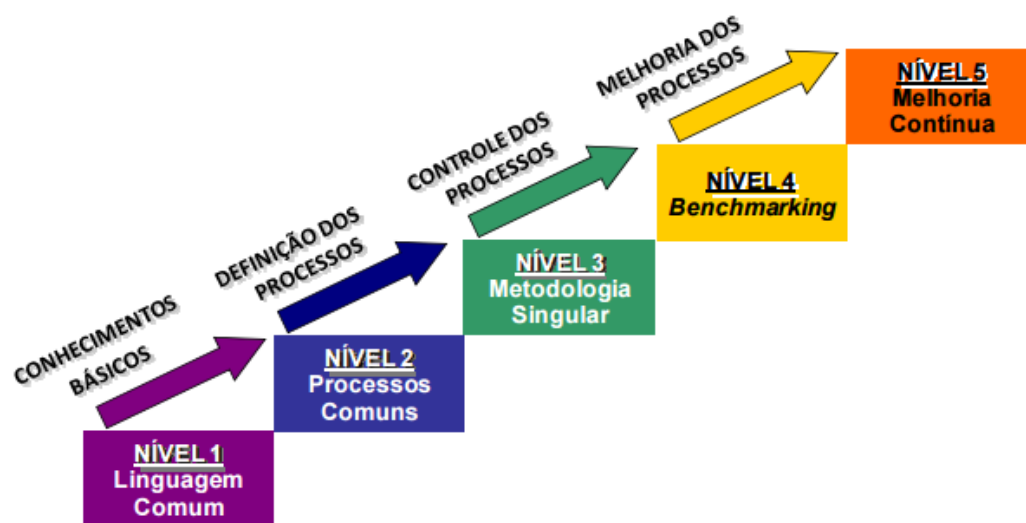 CONHECIMENTOS
BÁSICOS
NÍVEL 1
Linguagem
Comum
DEFINIÇÃO DOS
PROCESSOS
NÍVEL 2
Processos
Comuns
CONTROLE DOS
PROCESSOS
NÍVEL 3
Metodologia
Singular
MELHORIA DOS
PROCESSOS
NÍVEL 4
Benchmarking
NÍVEL 5
Melhoria
Contínua